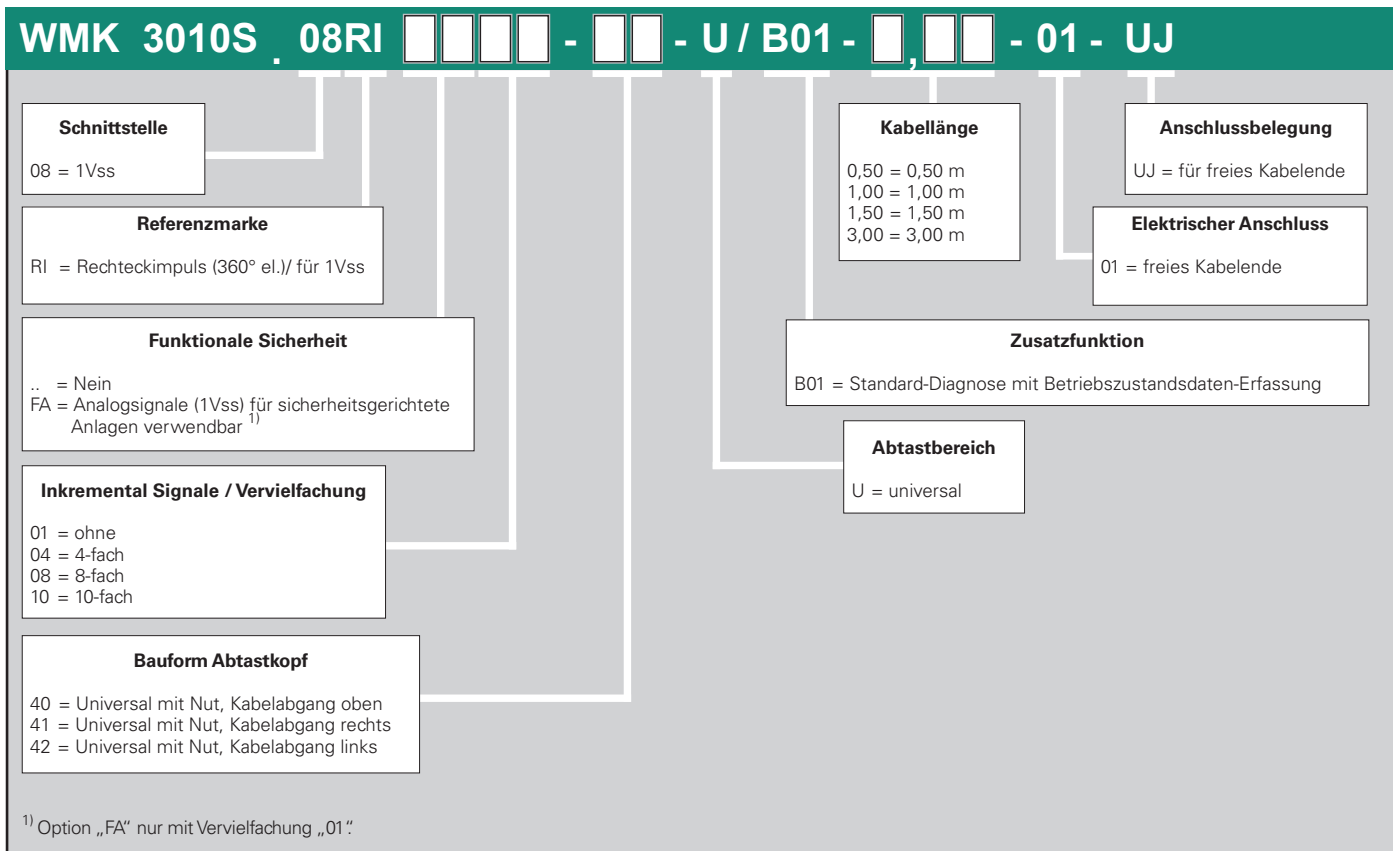 WMK 3010S . 08RI - - U / B01 - , - 01 - UJ
Schnittstelle
08 = 1Vss
Referenzmarke
RI = Rechteckimpuls (360° el.)/ für 1Vss
Funktionale Sicherheit
.. = Nein
FA = Analogsignale (1Vss) für sicherheitsgerichtete
Anlagen verwendbar 1)
Inkremental Signale / Vervielfachung
01 = ohne
04 = 4-fach
08 = 8-fach
10 = 10-fach
Bauform Abtastkopf
40 = Universal mit Nut, Kabelabgang oben
41 = Universal mit Nut, Kabelabgang rechts
42 = Universal mit Nut, Kabelabgang links
Kabellänge
0,50 = 0,50 m
1,00 = 1,00 m
1,50 = 1,50 m
3,00 = 3,00 m
Anschlussbelegung
UJ = für freies Kabelende
Elektrischer Anschluss
01 = freies Kabelende
Zusatzfunktion
B01 = Standard-Diagnose mit Betriebszustandsdaten-Erfassung
Abtastbereich
U = universal
1) Option „FA“ nur mit Vervielfachung „01“.